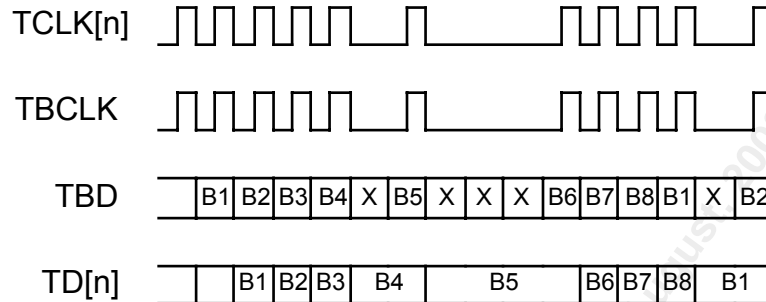 TCLK[n]
TBCLK
TBD B1 B2 B3 B4 X B5 X X X B6 B7 B8 B1 X B2
TD[n] B1 B2 B3 B4 B5 B6 B7 B8 B1